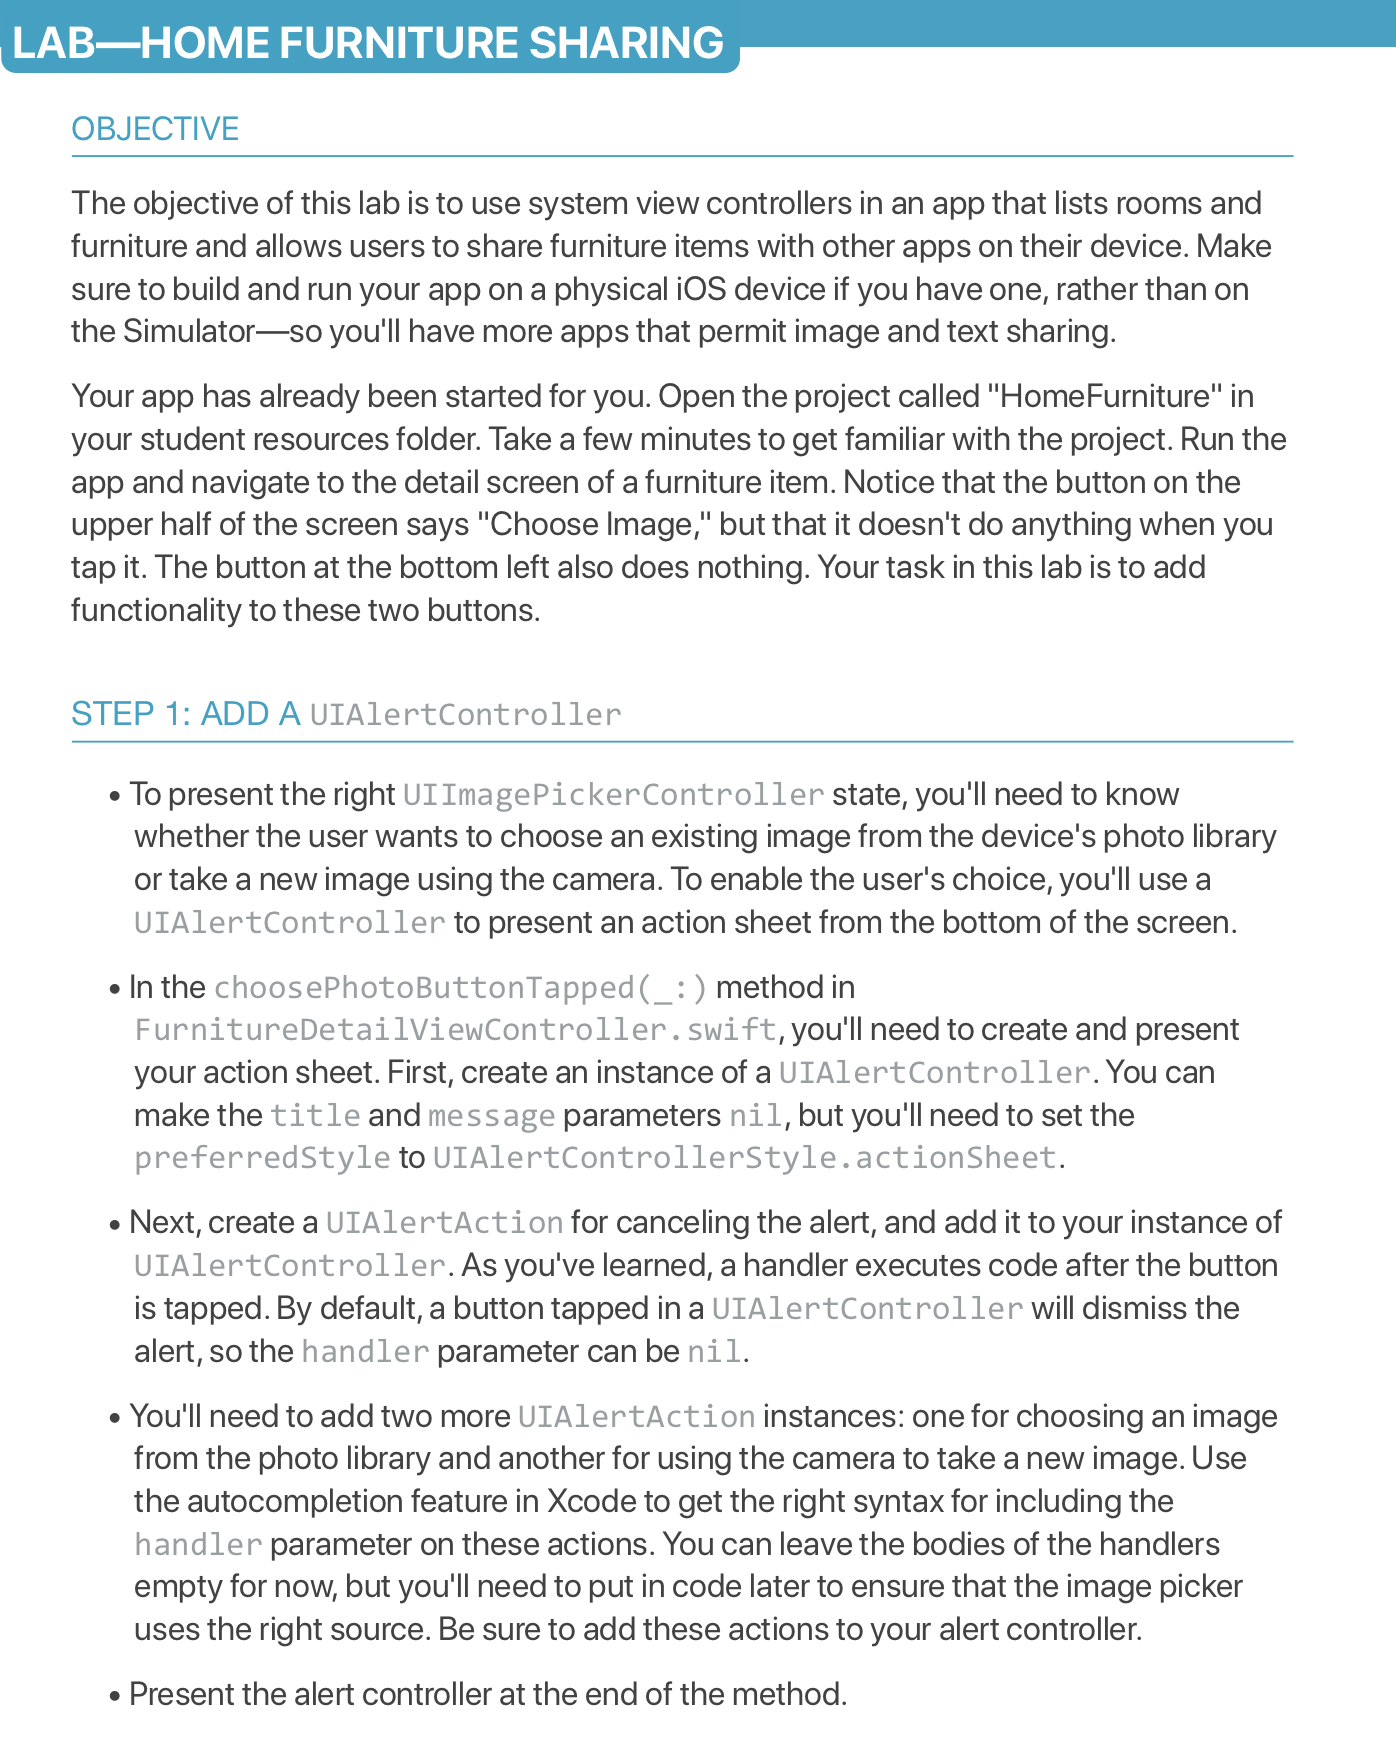 LAB—HOME FURNITURE SHARING
OBJECTIVE
The objective of this lab is to use system view controllers in an app that lists rooms and
furniture and allows users to share furniture items with other apps on their device. Make
sure to build and run your app on a physical iOS device if you have one, rather than on
the Simulator—so you'll have more apps that permit image and text sharing.
Your app has already been started for you. Open the project called "HomeFurniture" in
your student resources folder. Take a few minutes to get familiar with the project. Run the
app and navigate to the detail screen of a furniture item. Notice that the button on the
upper half of the screen says "Choose Image," but that it doesn't do anything when you
tap it. The button at the bottom left also does nothing. Your task in this lab is to add
functionality to these two buttons.
STEP 1: ADD A UIAlertController
• To present the right UIImagePickerController state, you'll need to know
whether the user wants to choose an existing image from the device's photo library
or take a new image using the camera. To enable the user's choice, you'll use a
UIAlertController to present an action sheet from the bottom of the screen.
• In the choosePhotoButtonTapped(_:) method in
FurnitureDetailViewController.swift, you'll need to create and present
your action sheet. First, create an instance of a UIAlertController. You can
make the title and message parameters nil, but you'll need to set the
preferredStyle to UIAlertControllerStyle.actionSheet.
• Next, create a UIAlertAction for canceling the alert, and add it to your instance of
UIAlertController. As you've learned, a handler executes code after the button
is tapped. By default, a button tapped in a UIAlertController will dismiss the
alert, so the handler parameter can be nil.
• You'll need to add two more UIAlertAction instances: one for choosing an image
from the photo library and another for using the camera to take a new image. Use
the autocompletion feature in Xcode to get the right syntax for including the
handler parameter on these actions. You can leave the bodies of the handlers
empty for now, but you'll need to put in code later to ensure that the image picker
uses the right source. Be sure to add these actions to your alert controller.
• Present the alert controller at the end of the method.